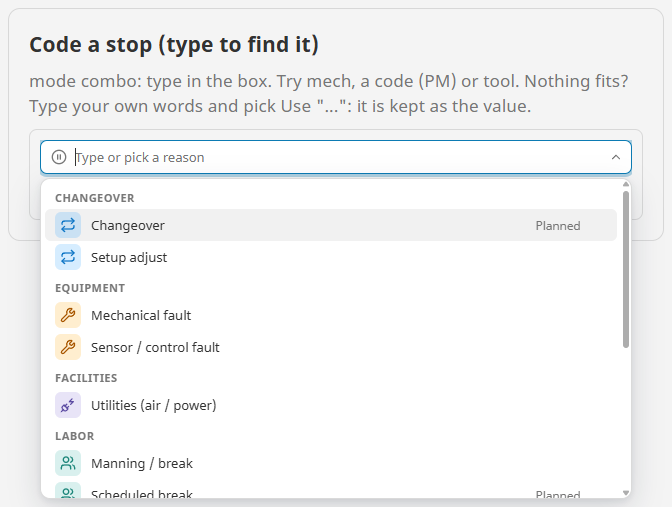 Code a stop (type to find it)
mode combo: type in the box. Try mech, a code (PM) or tool. Nothing fits?
Type your own words and pick Use "...": it is kept as the value.
Type or pick a reason
CHANGEOVER
Changeover Planned
Setup adjust
EQUIPMENT
Mechanical fault
Sensor / control fault
FACILITIES
Utilities (air / power)
LABOR
Manning / break
Scheduled break Planned